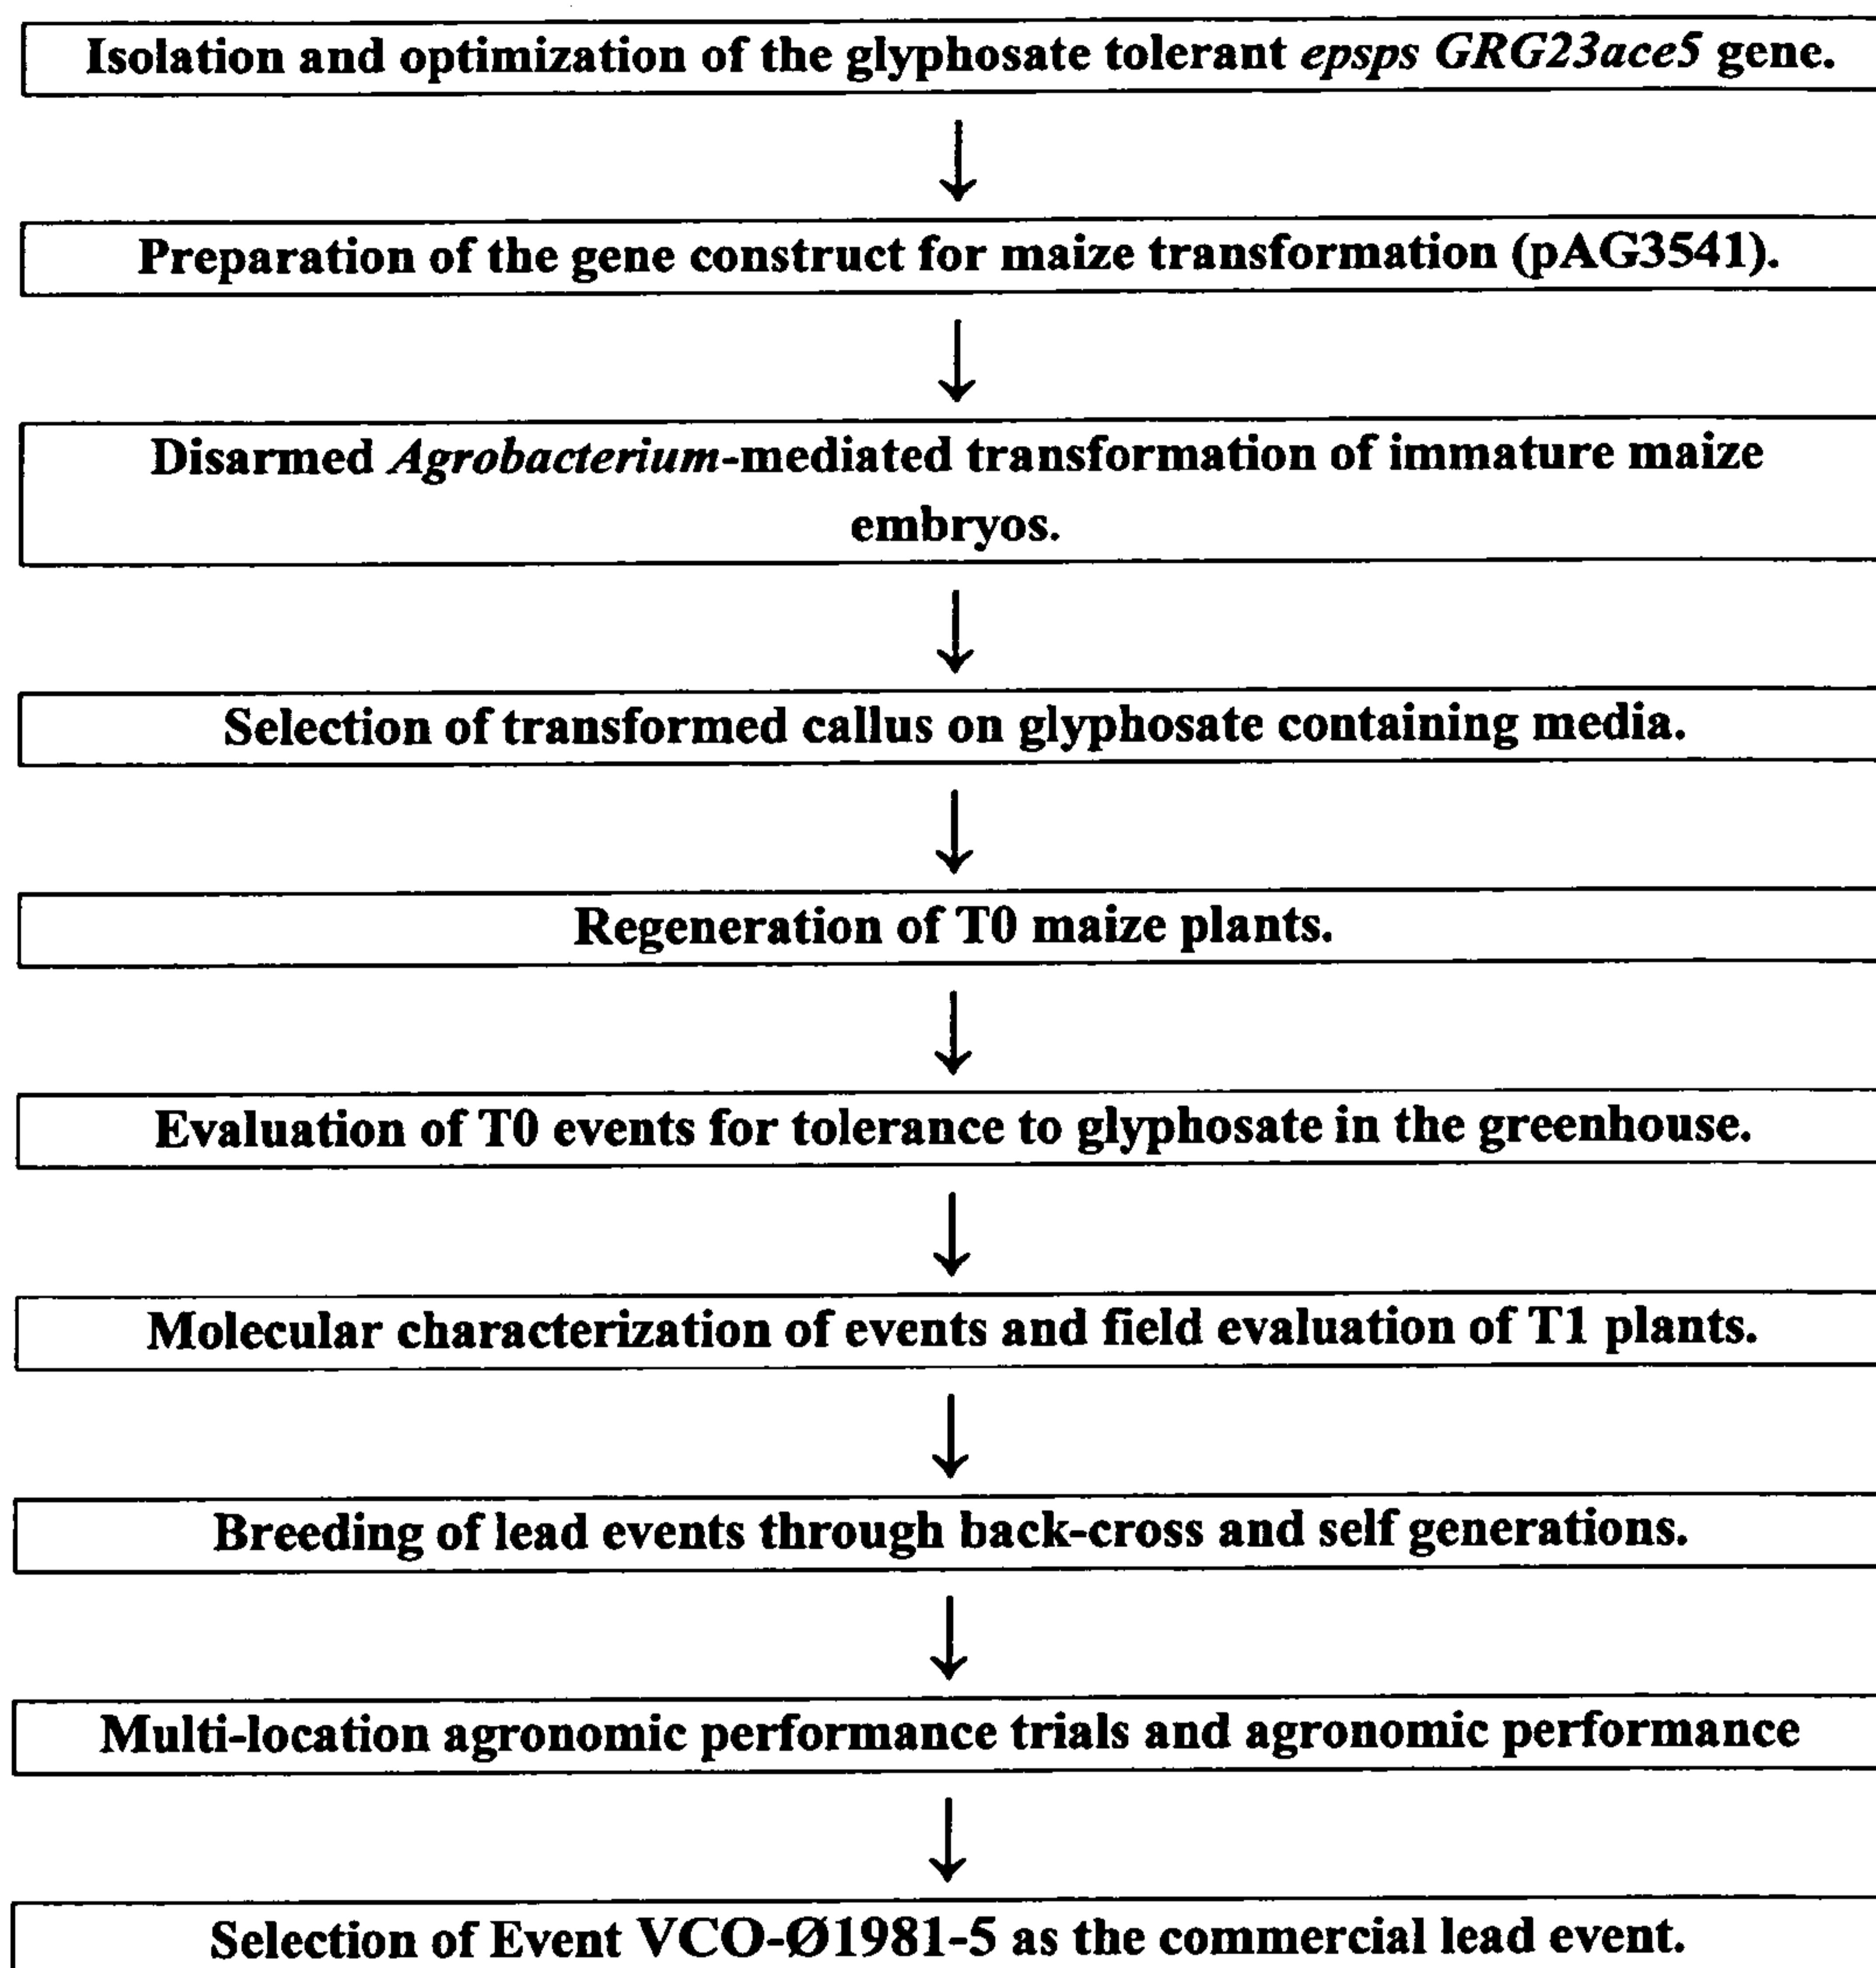 Isolation and optimization of the glyphosate tolerant epsps GRG23ace5 gene.
Preparation of the gene construct for maize transformation (pAG3541).
Disarmed Agrobacterium-mediated transformation of immature maize
embryos.
Selection of transformed callus on glyphosate containing media.
Regeneration of T0 maize plants.
Evaluation of T0 events for tolerance to glyphosate in the greenhouse.
Molecular characterization of events and field evaluation of T1 plants.
Breeding of lead events through back-cross and self generations.
Multi-location agronomic performance trials and agronomic performance
Selection of Event VCO-Ø1981-5 as the commercial lead event.